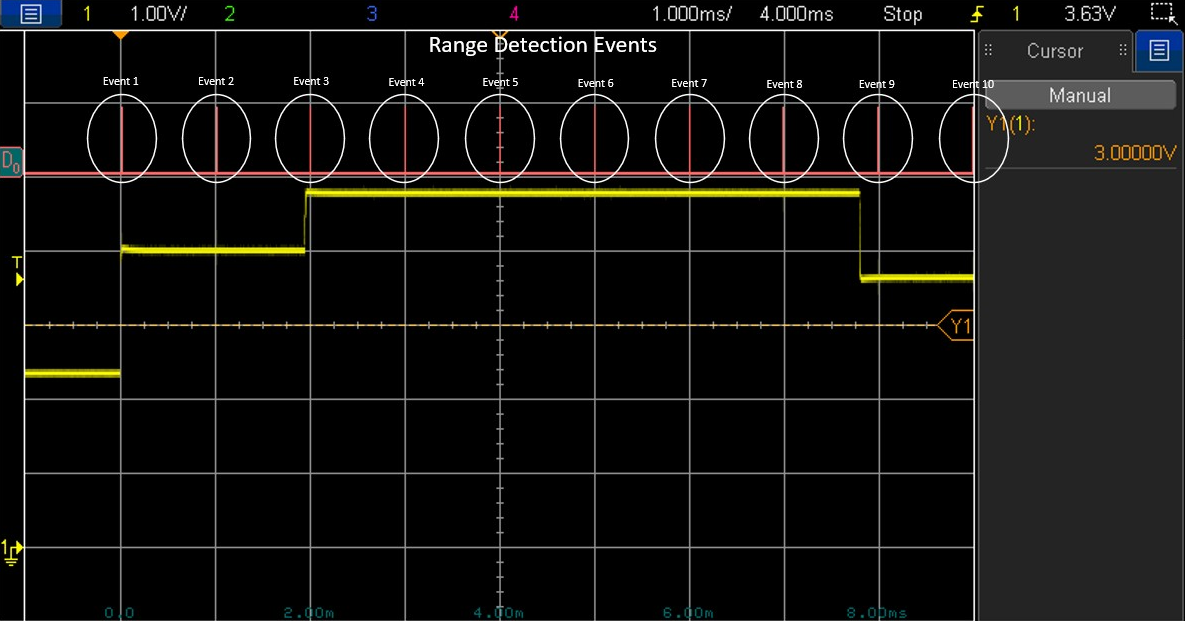 1 1.00V/ 2 3 4 1.000ms/ 4.000ms Stop 1 3.63V
Range Detection Events
Cursor
Event 1 Event 2 Event 3 Event 4 Event 5 Event 6 Event 7 Event 8 Event 9 Event 10
Manual
Y1(1):
3.00000V
D0
T
Y1
1
0.0 2.00m 4.00m 6.00m 8.00ms